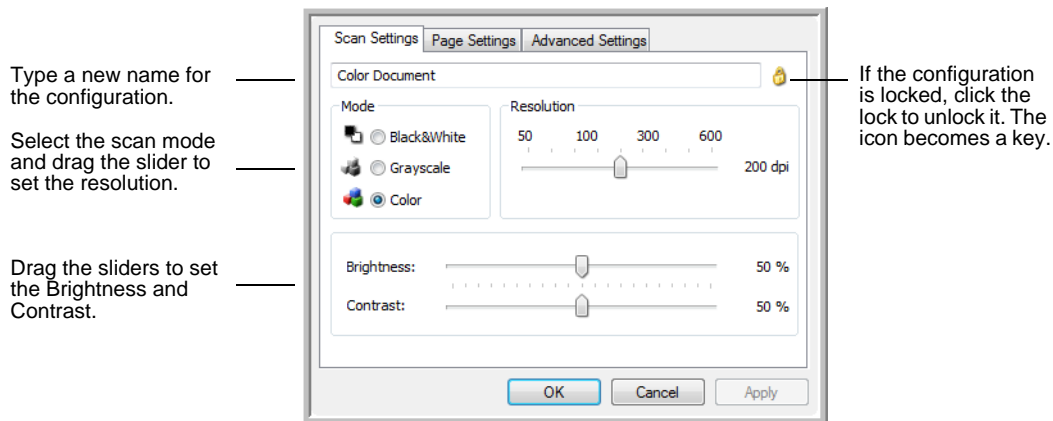 Scan Settings Page Settings Advanced Settings
Type a new name for
the configuration.
Color Document
If the configuration
is locked, click the
lock to unlock it. The
icon becomes a key.
Select the scan mode
and drag the slider to
set the resolution.
Mode
Black&White
Grayscale
Color
Resolution
50 100 300 600
200 dpi
Drag the sliders to set
the Brightness and
Contrast.
Brightness: 50 %
Contrast: 50 %
OK Cancel Apply